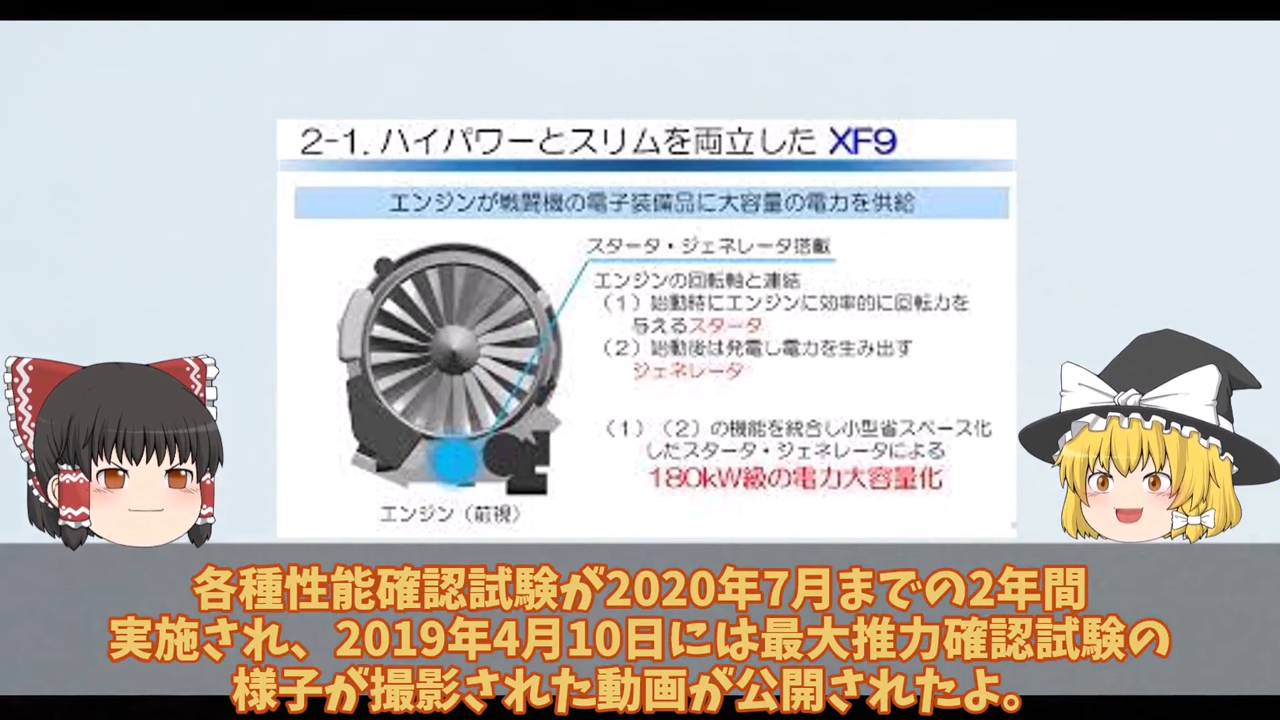 2-1. ハイパワーとスリムを両立した XF9
エンジンが戦闘機の電子装備品に大容量の電力を供給
スタータ・ジェネレータ搭載
エンジンの回転軸と連結
(1)始動時にエンジンに効率的に回転力を
与えるスタータ
(2)始動後は発電し電力を生み出す
ジェネレータ
(1)(2)の機能を統合し小型省スペース化
したスタータ・ジェネレータによる
180kW級の電力大容量化
エンジン(前視)
各種性能確認試験が2020年7月までの2年間
実施され、2019年4月10日には最大推力確認試験の
様子が撮影された動画が公開されたよ。